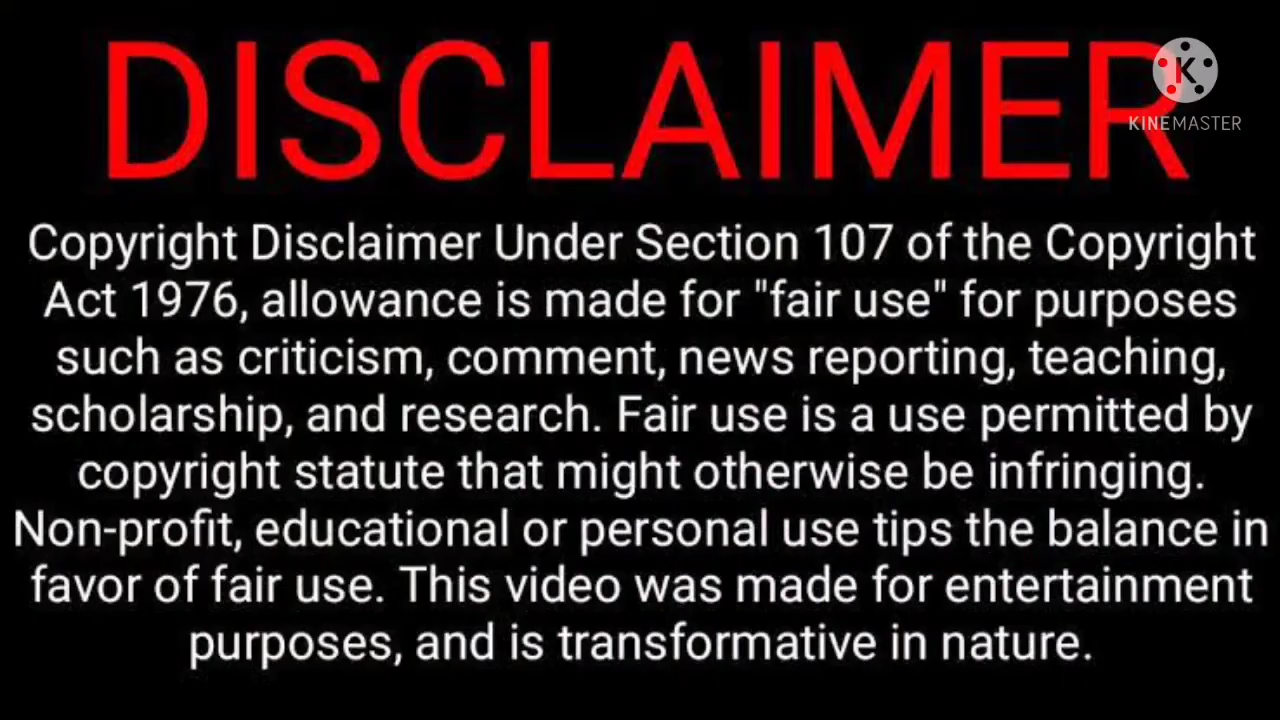 DISCLAIMER
K
KINEMASTER
Copyright Disclaimer Under Section 107 of the Copyright
Act 1976, allowance is made for "fair use" for purposes
such as criticism, comment, news reporting, teaching,
scholarship, and research. Fair use is a use permitted by
copyright statute that might otherwise be infringing.
Non-profit, educational or personal use tips the balance in
favor of fair use. This video was made for entertainment
purposes, and is transformative in nature.